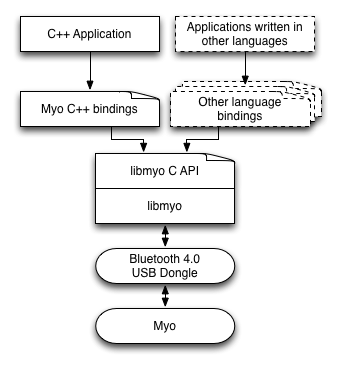 C++ Application
Applications written in
other languages
Myo C++ bindings
Other language
bindings
libmyo C API
libmyo
Bluetooth 4.0
USB Dongle
Myo